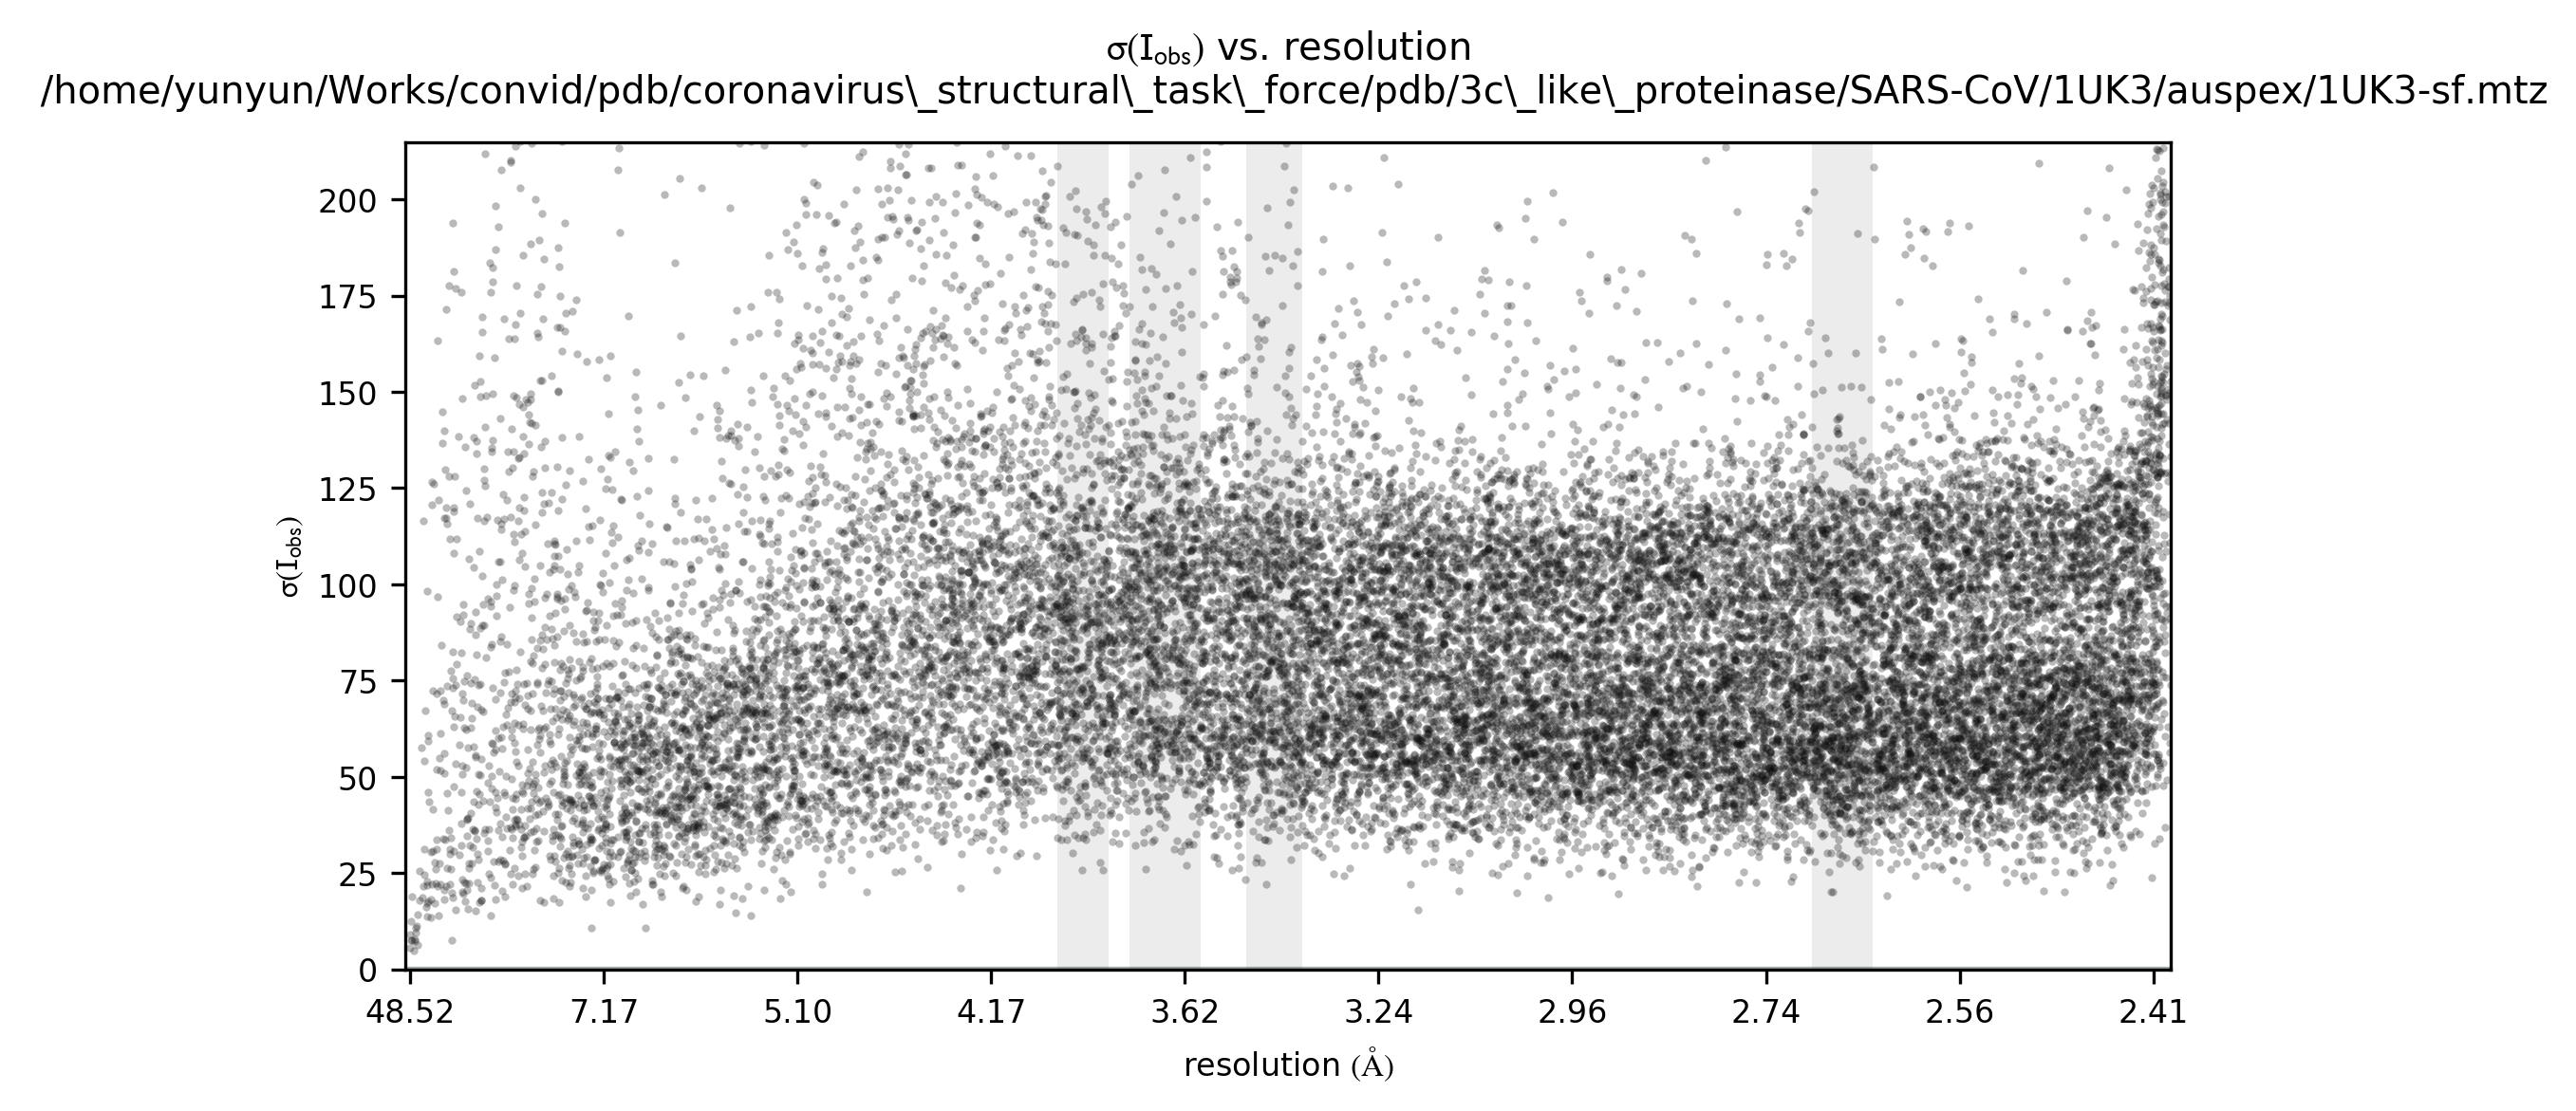 σ(Iobs) vs. resolution
/home/yunyun/Works/convid/pdb/coronavirus\_structural\_task\_force/pdb/3c\_like\_proteinase/SARS-CoV/1UK3/auspex/1UK3-sf.mtz
200
175
150
125
100
75
50
25
0
σ(Iobs)
48.52 7.17 5.10 4.17 3.62 3.24 2.96 2.74 2.56 2.41
resolution (Å)